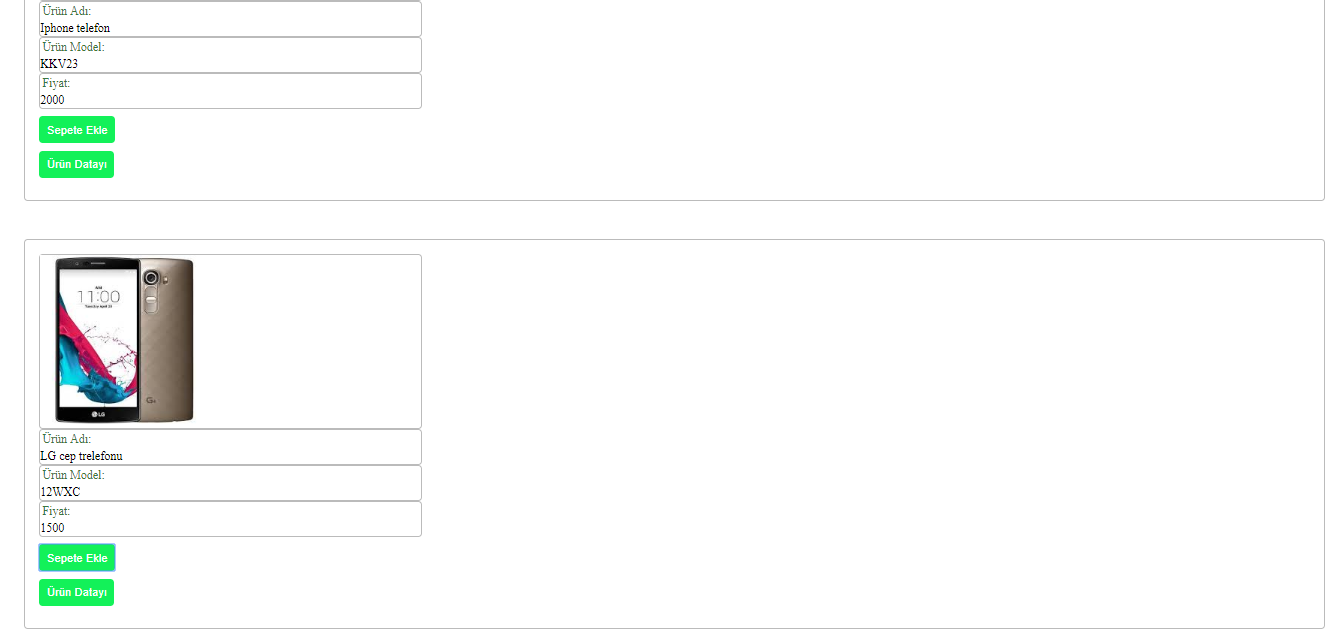 Ürün Adı:
Iphone telefon
Ürün Model:
KKV23
Fiyat:
2000
Sepete Ekle
Ürün Datayı
11:00
LG
Ürün Adı:
LG cep trelefonu
Ürün Model:
12WXC
Fiyat:
1500
Sepete Ekle
Ürün Datayı